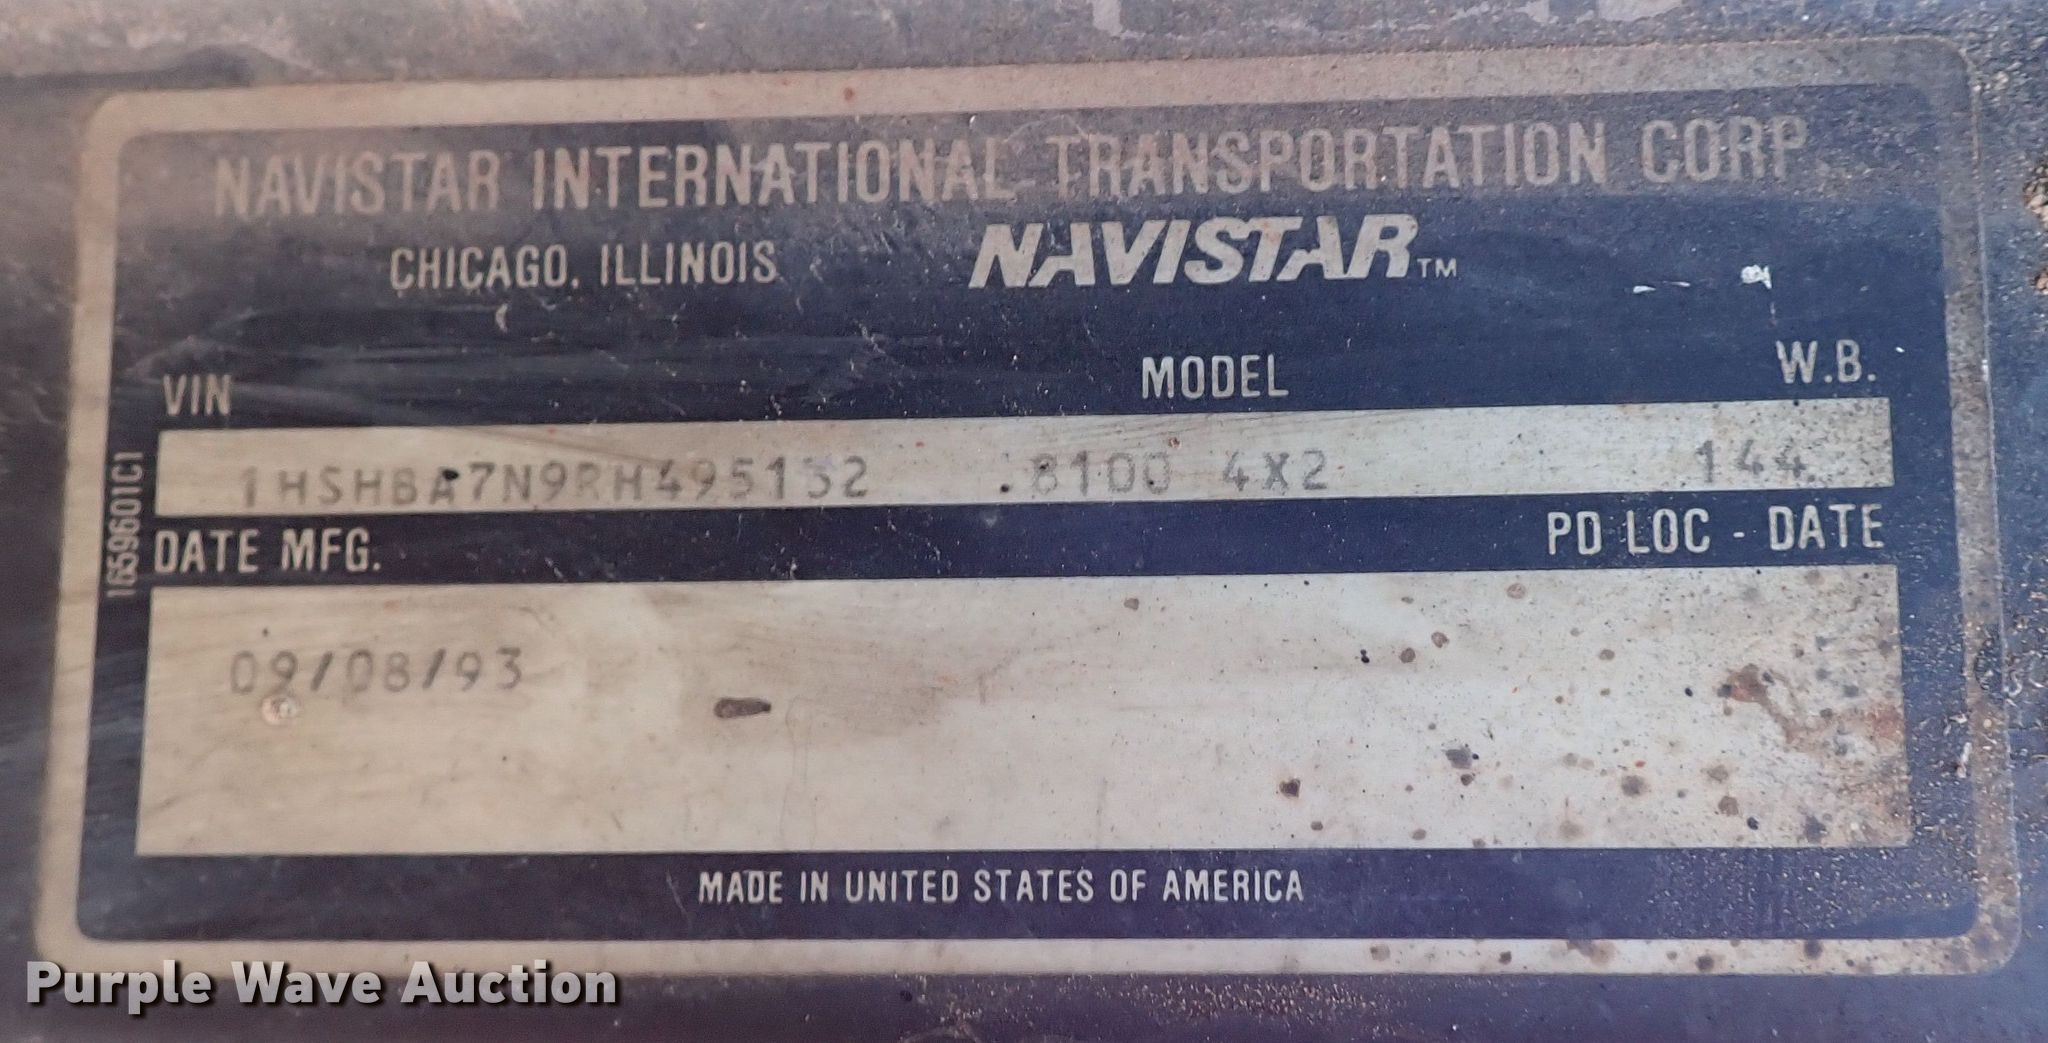 NAVISTAR INTERNATIONAL TRANSPORTATION CORP.
CHICAGO, ILLINOIS NAVISTAR™
VIN MODEL W.B.
1HSHBA7N9RH495132 8100 4X2 144
1659601C1
DATE MFG. PD LOC - DATE
09/08/93
MADE IN UNITED STATES OF AMERICA
Purple Wave Auction